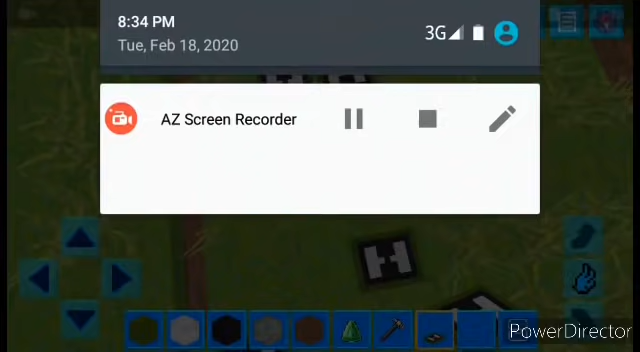 8:34 PM
3G
Tue, Feb 18, 2020
AZ Screen Recorder
H
PowerDirector